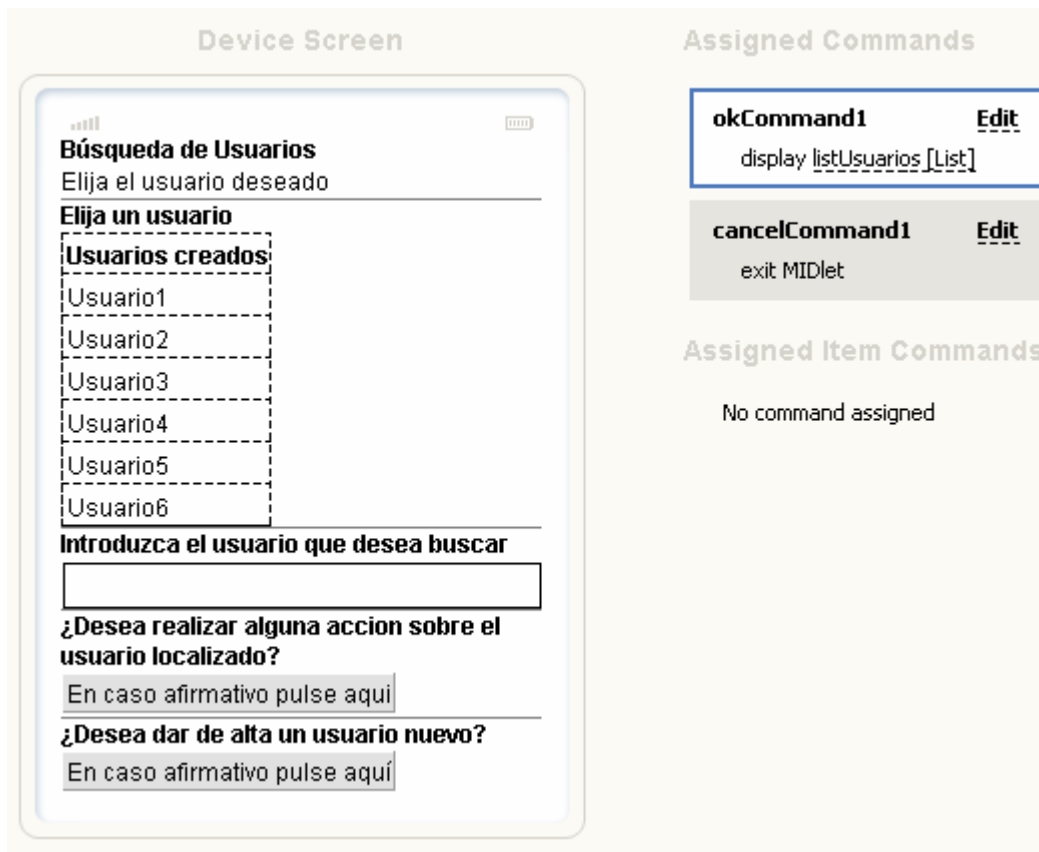 Device Screen
Búsqueda de Usuarios
Elija el usuario deseado
Elija un usuario
Usuarios creados
Usuario1
Usuario2
Usuario3
Usuario4
Usuario5
Usuario6
Introduzca el usuario que desea buscar
¿Desea realizar alguna accion sobre el
usuario localizado?
En caso afirmativo pulse aqui
¿Desea dar de alta un usuario nuevo?
En caso afirmativo pulse aquí
Assigned Commands
okCommand1 Edit
display listUsuarios [List]
cancelCommand1 Edit
exit MIDlet
Assigned Item Commands
No command assigned